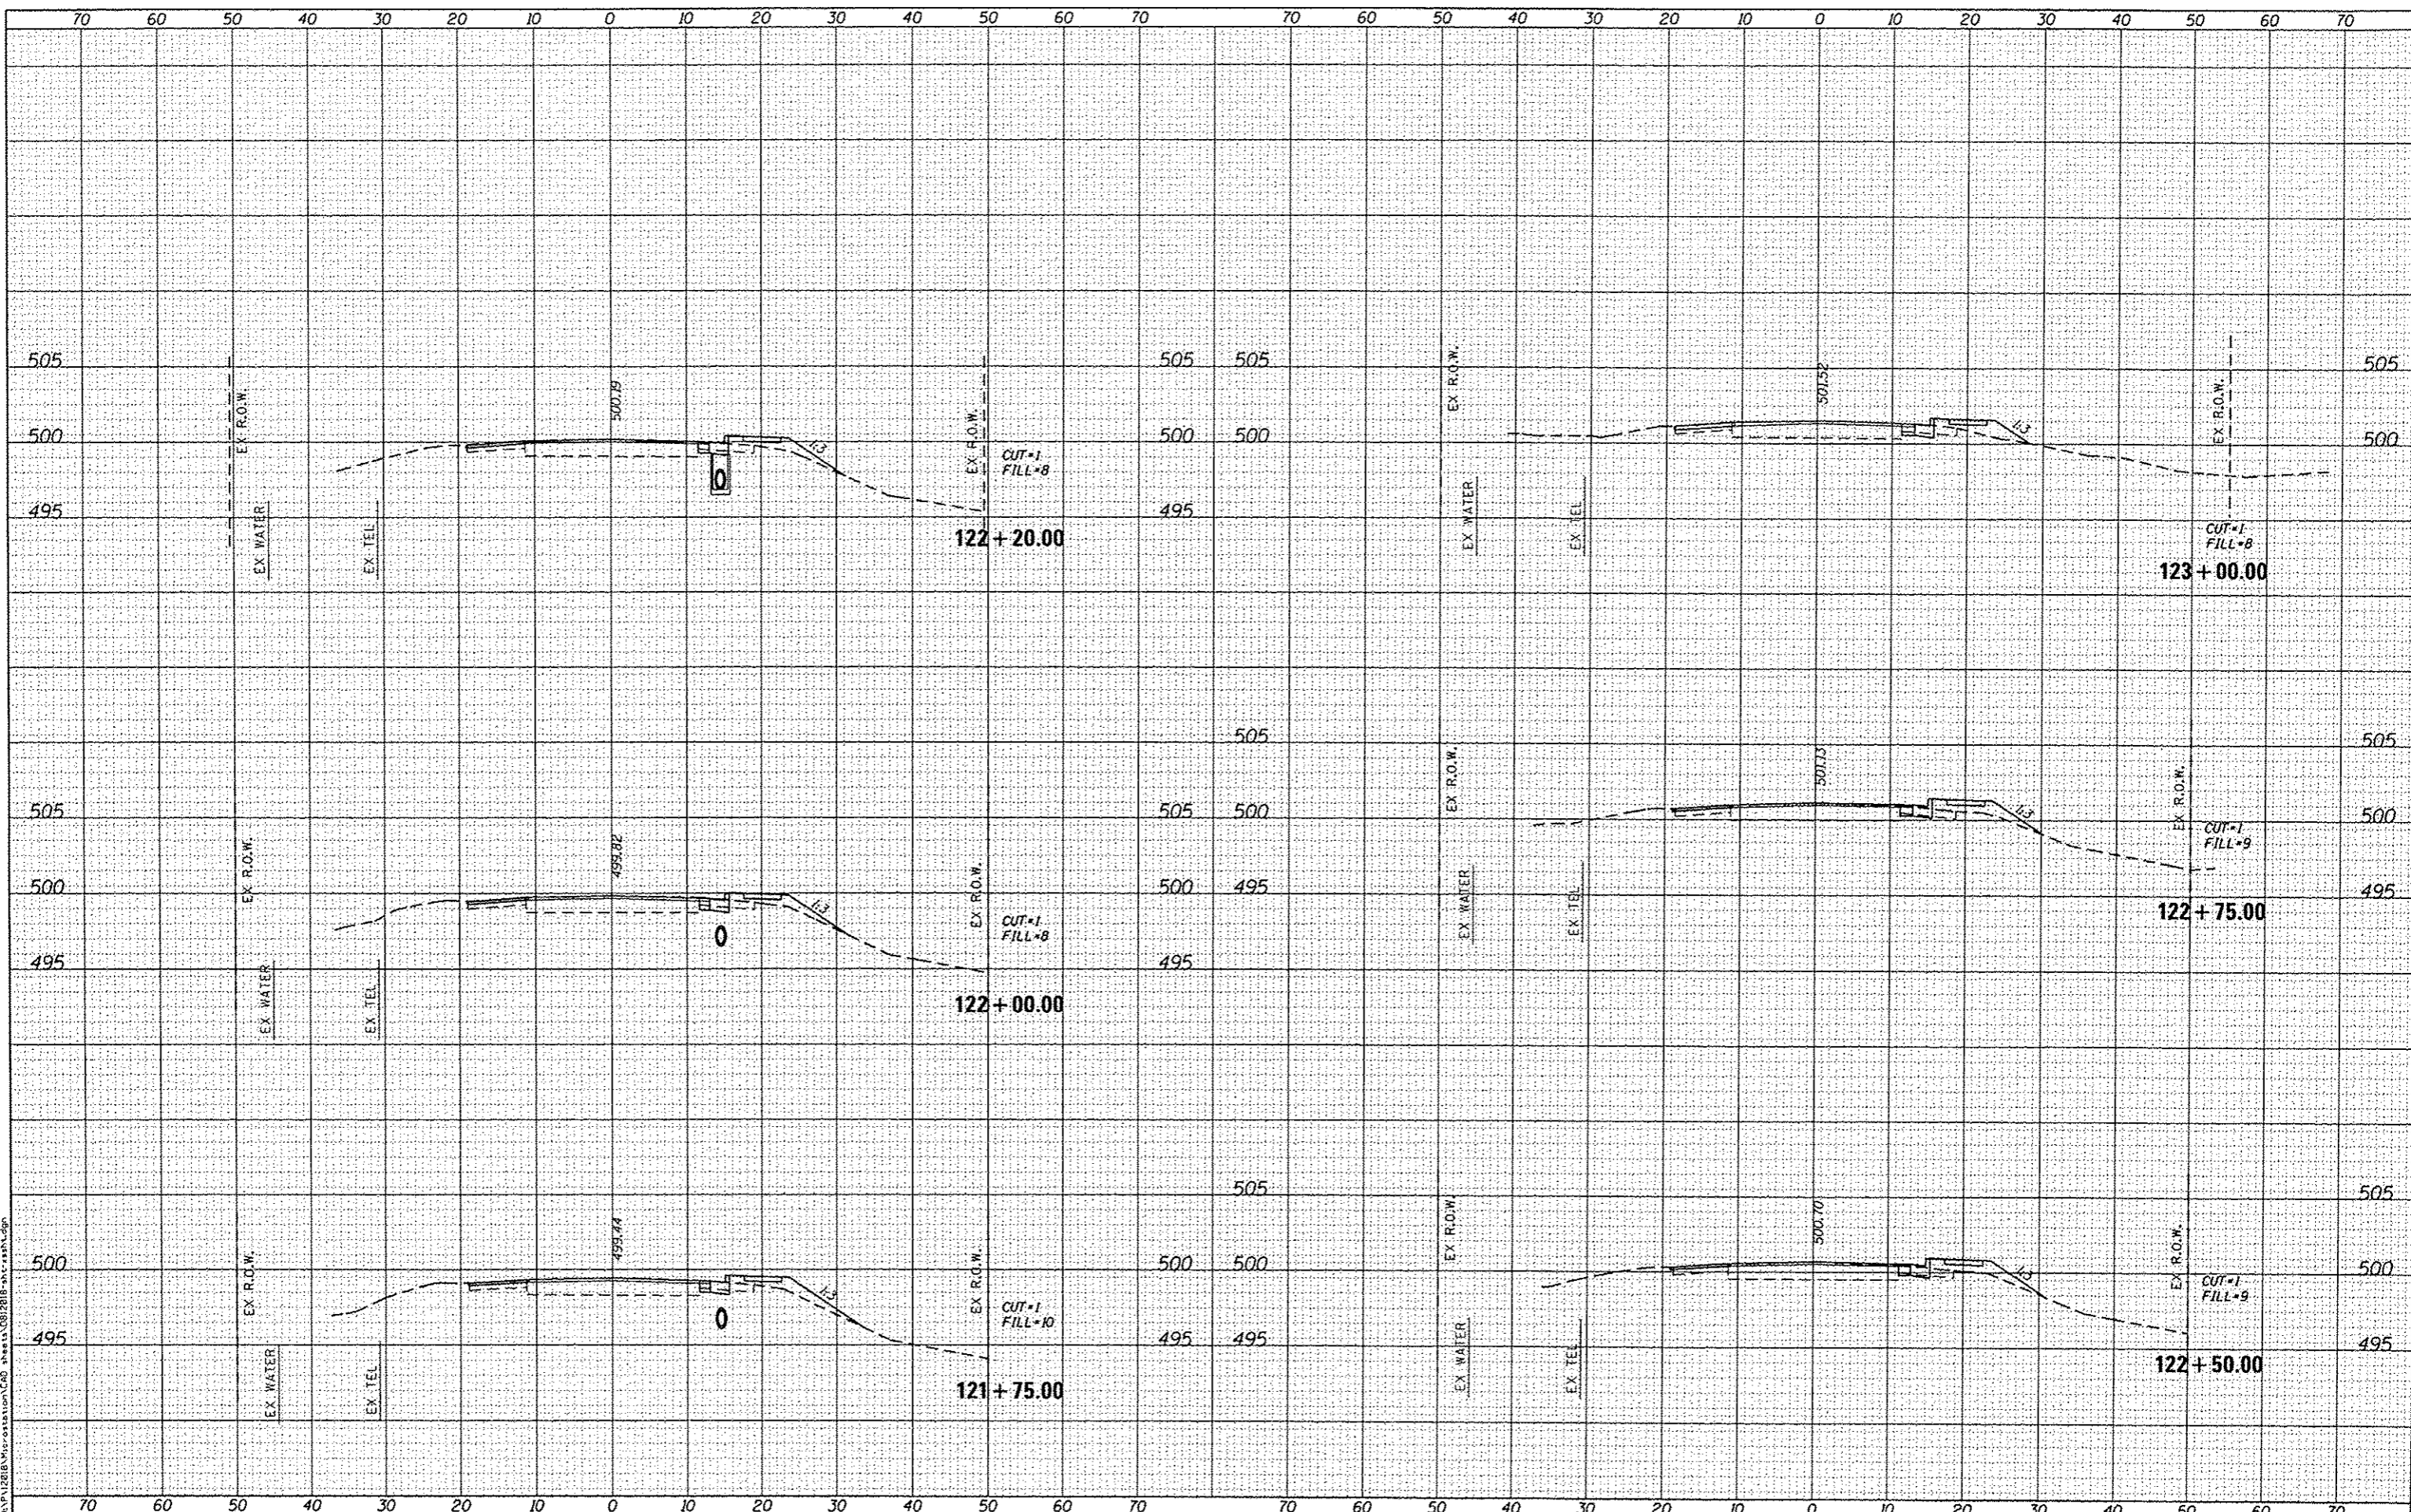 70 60 50 40 30 20 10 0 10 20 30 40 50 60 70 70 60 50 40 30 20 10 0 10 20 30 40 50 60 70
505 505 505 505
500 500 500 500
495 495
EX R.O.W.
EX WATER
EX TEL
500.19
1:3
EX R.O.W.
CUT=1
FILL=8
122+20.00
EX R.O.W.
EX WATER
EX TEL
501.52
1:3
EX R.O.W.
CUT=1
FILL=8
123+00.00
505 505 505 505
500 500 500 500
495 495 495 495
EX R.O.W.
EX WATER
EX TEL
499.82
1:3
EX R.O.W.
CUT=1
FILL=8
122+00.00
EX R.O.W.
EX WATER
EX TEL
501.13
1:3
EX R.O.W.
CUT=1
FILL=9
122+75.00
505 505
500 500 500 500
495 495 495 495
EX R.O.W.
EX WATER
EX TEL
499.44
1:3
EX R.O.W.
CUT=1
FILL=10
121+75.00
EX R.O.W.
EX WATER
EX TEL
500.70
1:3
EX R.O.W.
CUT=1
FILL=9
122+50.00
70 60 50 40 30 20 10 0 10 20 30 40 50 60 70 70 60 50 40 30 20 10 0 10 20 30 40 50 60 70